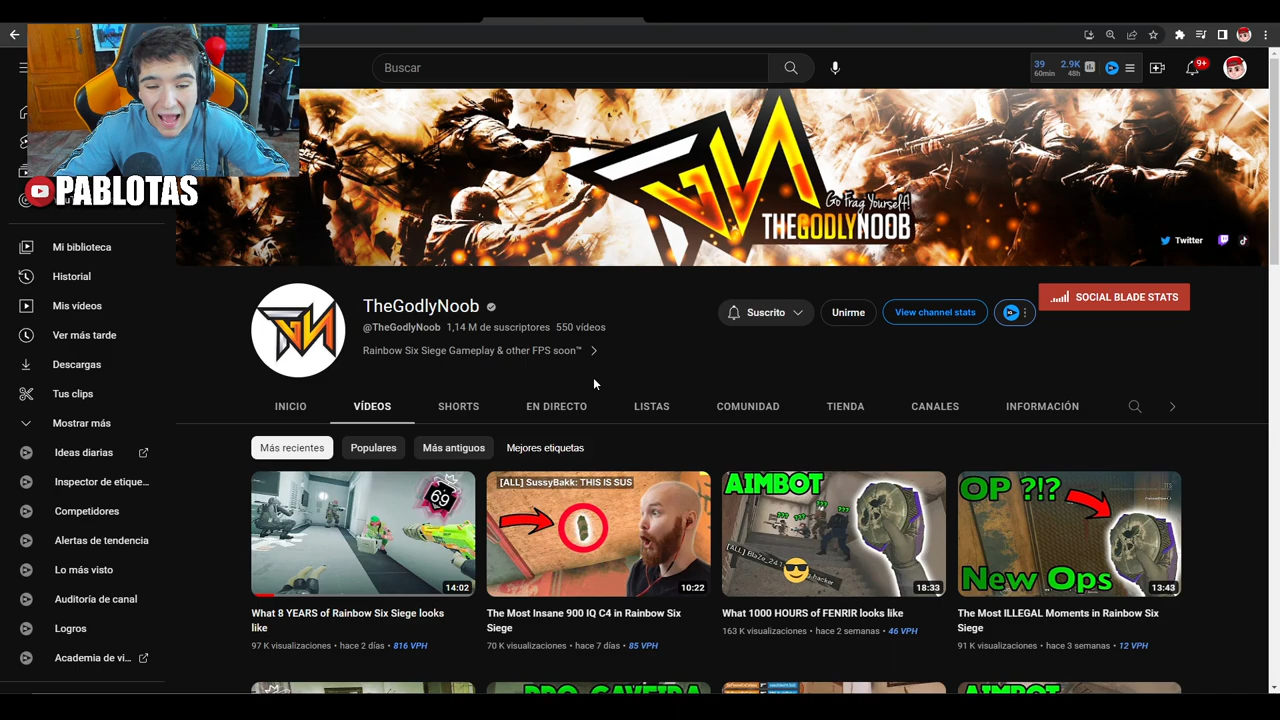 Buscar
39
60min
2.9K
48h
9+
PABLOTAS
Go Frag Yourself!
THEGODLYNOOB
Twitter
Mi biblioteca
Historial
Mis vídeos
Ver más tarde
Descargas
Tus clips
Mostrar más
Ideas diarias
Inspector de etique...
Competidores
Alertas de tendencia
Lo más visto
Auditoría de canal
Logros
Academia de vi...
TheGodlyNoob
@TheGodlyNoob 1,14 M de suscriptores 550 vídeos
Rainbow Six Siege Gameplay & other FPS soon™
Suscrito
Unirme
View channel stats
SOCIAL BLADE STATS
INICIO VÍDEOS SHORTS EN DIRECTO LISTAS COMUNIDAD TIENDA CANALES INFORMACIÓN
Más recientes Populares Más antiguos Mejores etiquetas
69
14:02
What 8 YEARS of Rainbow Six Siege looks
like
97 K visualizaciones • hace 2 días • 816 VPH
[ALL] SussyBakk: THIS IS SUS
10:22
The Most Insane 900 IQ C4 in Rainbow Six
Siege
70 K visualizaciones • hace 7 días • 85 VPH
AIMBOT
???
18:33
What 1000 HOURS of FENRIR looks like
163 K visualizaciones • hace 2 semanas • 46 VPH
OP ?!?
New Ops
13:43
The Most ILLEGAL Moments in Rainbow Six
Siege
91 K visualizaciones • hace 3 semanas • 12 VPH
PRO CAVEIRA
AIMBOT